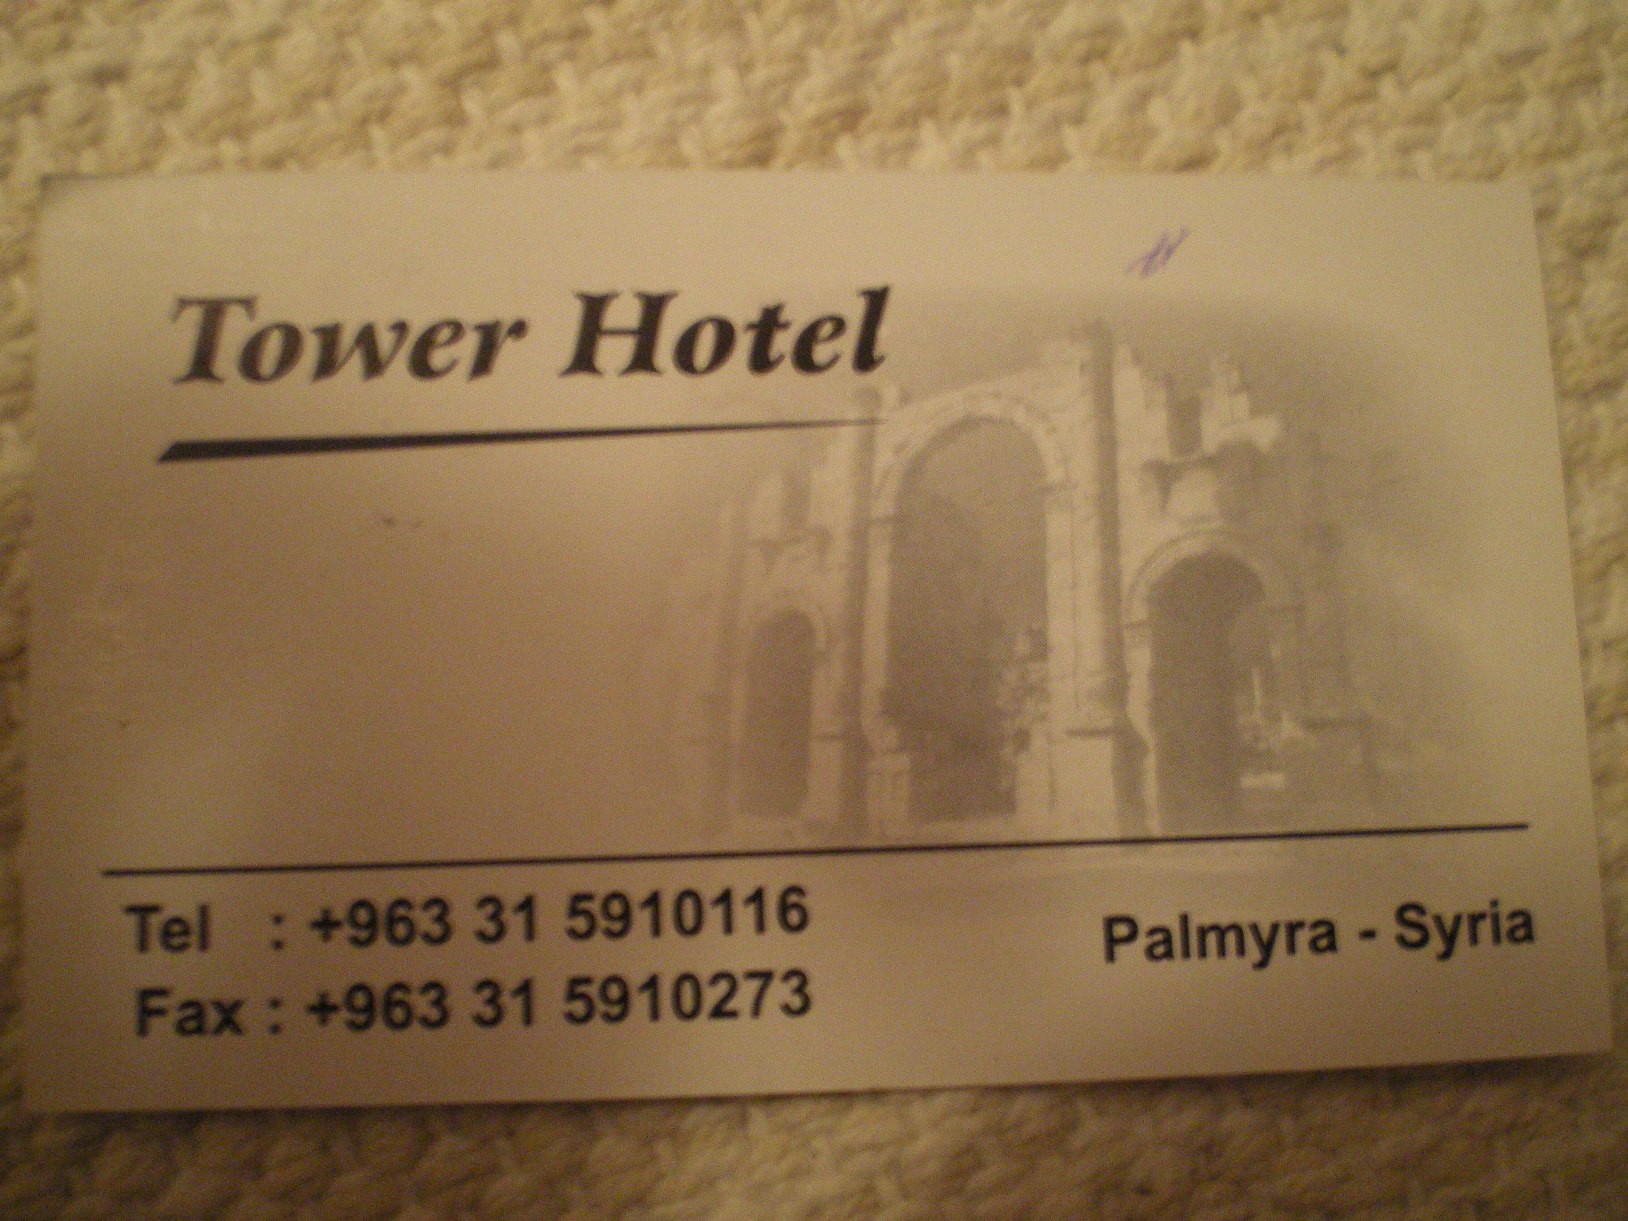 Tower Hotel
Tel : +963 31 5910116
Fax : +963 31 5910273
Palmyra - Syria